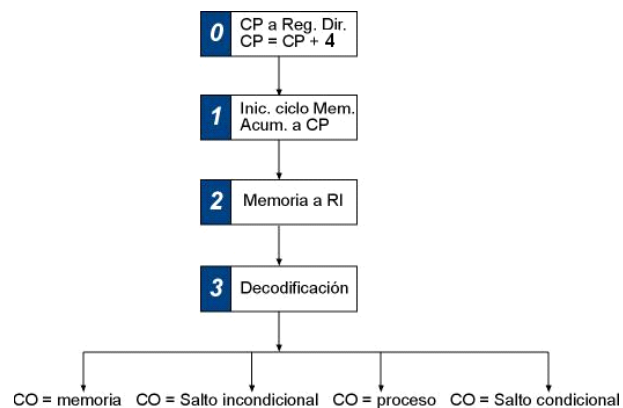 0
CP a Reg. Dir.
CP = CP + 4
1
Inic. ciclo Mem.
Acum. a CP
2
Memoria a RI
3
Decodificación
CO = memoria CO = Salto incondicional CO = proceso CO = Salto condicional